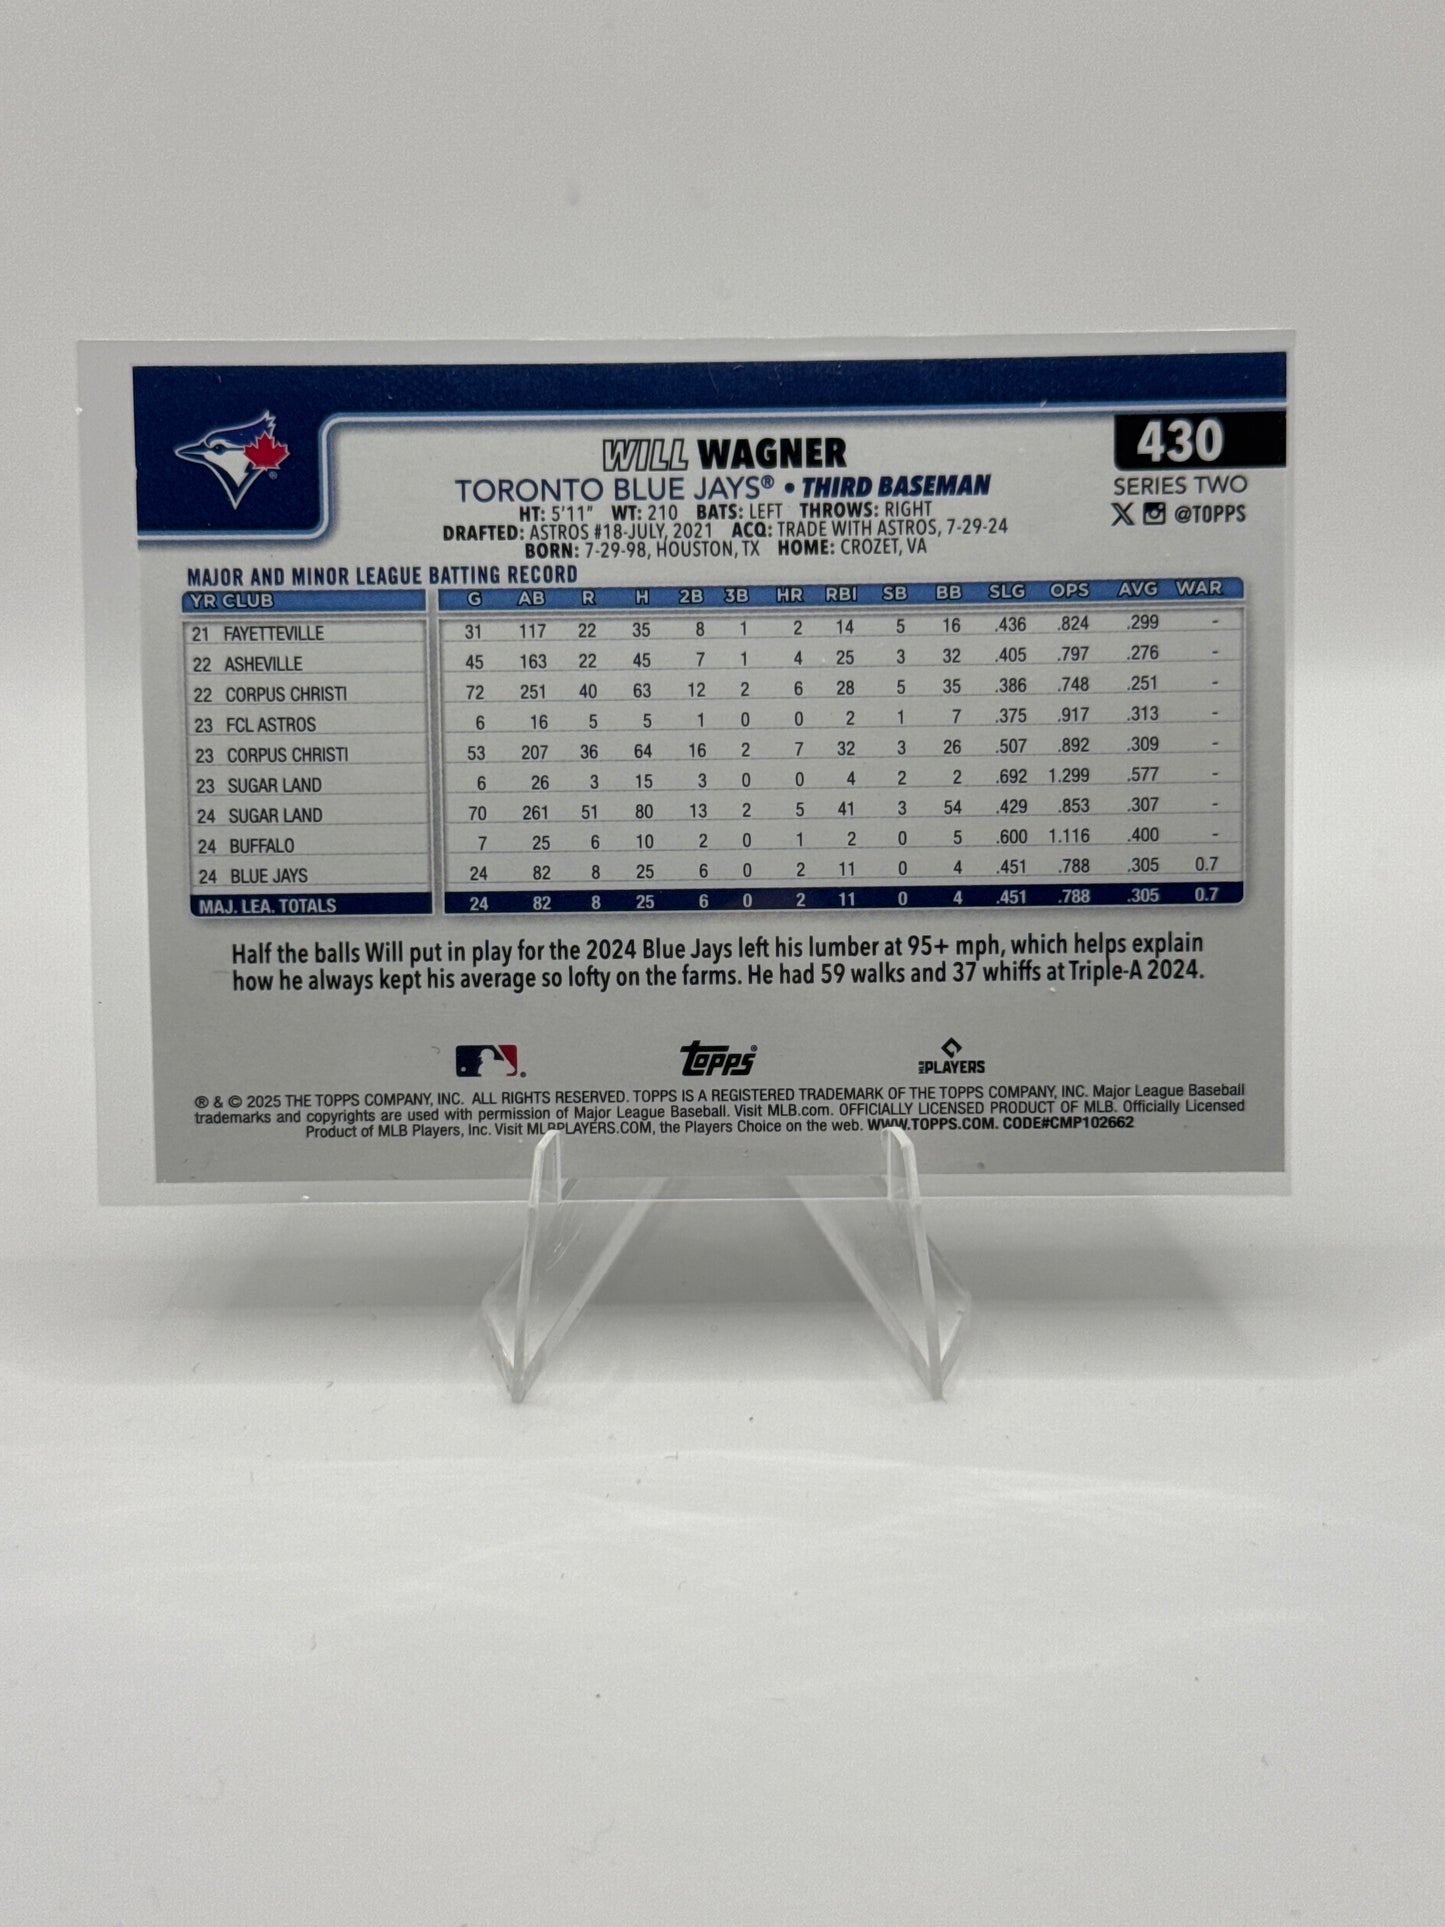 430
WILL WAGNER
TORONTO BLUE JAYS® • THIRD BASEMAN
SERIES TWO
HT: 5'11" WT: 210 BATS: LEFT THROWS: RIGHT
@TOPPS
DRAFTED: ASTROS #18-JULY, 2021 ACQ: TRADE WITH ASTROS, 7-29-24
BORN: 7-29-98, HOUSTON, TX HOME: CROZET, VA
MAJOR AND MINOR LEAGUE BATTING RECORD
YR CLUB G AB R H 2B 3B HR RBI SB BB SLG OPS AVG WAR
21 FAYETTEVILLE 31 117 22 35 8 1 2 14 5 16 .436 .824 .299 -
22 ASHEVILLE 45 163 22 45 7 1 4 25 3 32 .405 .797 .276 -
22 CORPUS CHRISTI 72 251 40 63 12 2 6 28 5 35 .386 .748 .251 -
23 FCL ASTROS 6 16 5 5 1 0 0 2 1 7 .375 .917 .313 -
23 CORPUS CHRISTI 53 207 36 64 16 2 7 32 3 26 .507 .892 .309 -
23 SUGAR LAND 6 26 3 15 3 0 0 4 2 2 .692 1.299 .577 -
24 SUGAR LAND 70 261 51 80 13 2 5 41 3 54 .429 .853 .307 -
24 BUFFALO 7 25 6 10 2 0 1 2 0 5 .600 1.116 .400 -
24 BLUE JAYS 24 82 8 25 6 0 2 11 0 4 .451 .788 .305 0.7
MAJ. LEA. TOTALS 24 82 8 25 6 0 2 11 0 4 .451 .788 .305 0.7
Half the balls Will put in play for the 2024 Blue Jays left his lumber at 95+ mph, which helps explain
how he always kept his average so lofty on the farms. He had 59 walks and 37 whiffs at Triple-A 2024.
Topps®
MLB PLAYERS
® & © 2025 THE TOPPS COMPANY, INC. ALL RIGHTS RESERVED. TOPPS IS A REGISTERED TRADEMARK OF THE TOPPS COMPANY, INC. Major League Baseball
trademarks and copyrights are used with permission of Major League Baseball. Visit MLB.com. OFFICIALLY LICENSED PRODUCT OF MLB. Officially Licensed
Product of MLB Players, Inc. Visit MLBPLAYERS.COM, the Players Choice on the web. WWW.TOPPS.COM. CODE#CMP102662